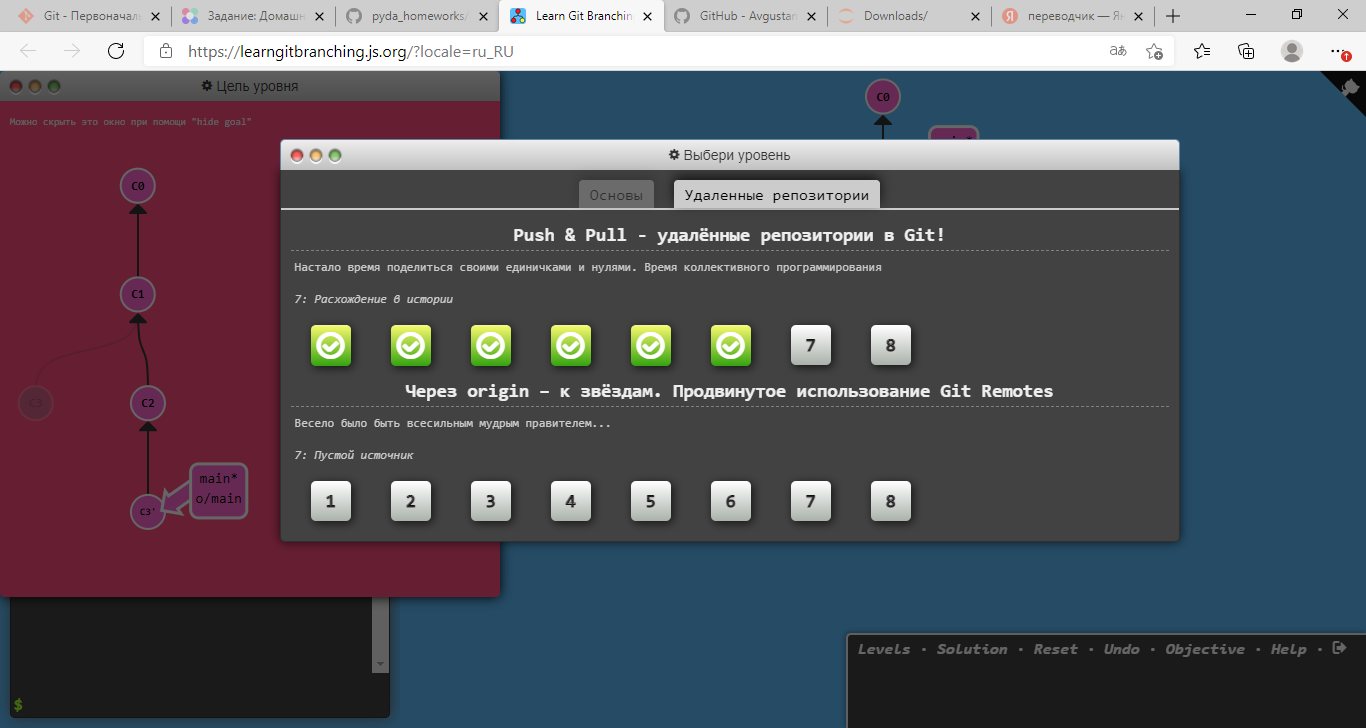 Git - Первоначаль
Задание: Домашн
pyda_homeworks/
Learn Git Branchin
GitHub - Avgustan
Downloads/
переводчик — Ян
https://learngitbranching.js.org/?locale=ru_RU
Цель уровня
Можно скрыть это окно при помощи "hide goal"
C0
C1
C3
C2
main*
o/main
C3'
$
C0
Выбери уровень
Основы
Удаленные репозитории
Push & Pull - удалённые репозитории в Git!
Настало время поделиться своими единичками и нулями. Время коллективного программирования
7: Расхождение в истории
7 8
Через origin – к звёздам. Продвинутое использование Git Remotes
Весело было быть всесильным мудрым правителем...
7: Пустой источник
1 2 3 4 5 6 7 8
Levels · Solution · Reset · Undo · Objective · Help ·